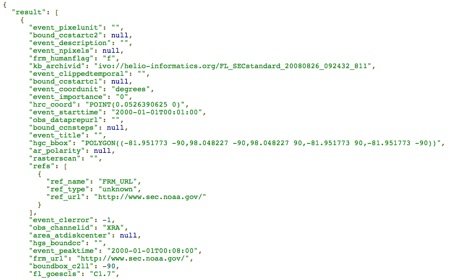 {
"result": [
{
"event_pixelunit": "",
"bound_ccstartc2": null,
"event_description": "",
"event_npixels": null,
"frm_humanflag": "f",
"kb_archivid": "ivo://helio-informatics.org/FL_SECstandard_20080826_092432_811",
"event_clippedtemporal": "",
"bound_ccstartc1": null,
"event_coordunit": "degrees",
"event_importance": "0",
"hrc_coord": "POINT(0.0526390625 0)",
"event_starttime": "2000-01-01T00:01:00",
"obs_dataprepurl": "",
"bound_ccnsteps": null,
"event_title": "",
"hgc_bbox": "POLYGON((-81.951773 -90,98.048227 -90,98.048227 90,-81.951773 90,-81.951773 -90))",
"ar_polarity": null,
"rasterscan": "",
"refs": [
{
"ref_name": "FRM_URL",
"ref_type": "unknown",
"ref_url": "http://www.sec.noaa.gov/"
}
],
"event_c1error": -1,
"obs_channelid": "XRA",
"area_atdiskcenter": null,
"hgs_boundcc": "",
"event_peaktime": "2000-01-01T00:08:00",
"frm_url": "http://www.sec.noaa.gov/",
"boundbox_c2ll": -90,
"fl_goescls": "C1.7",